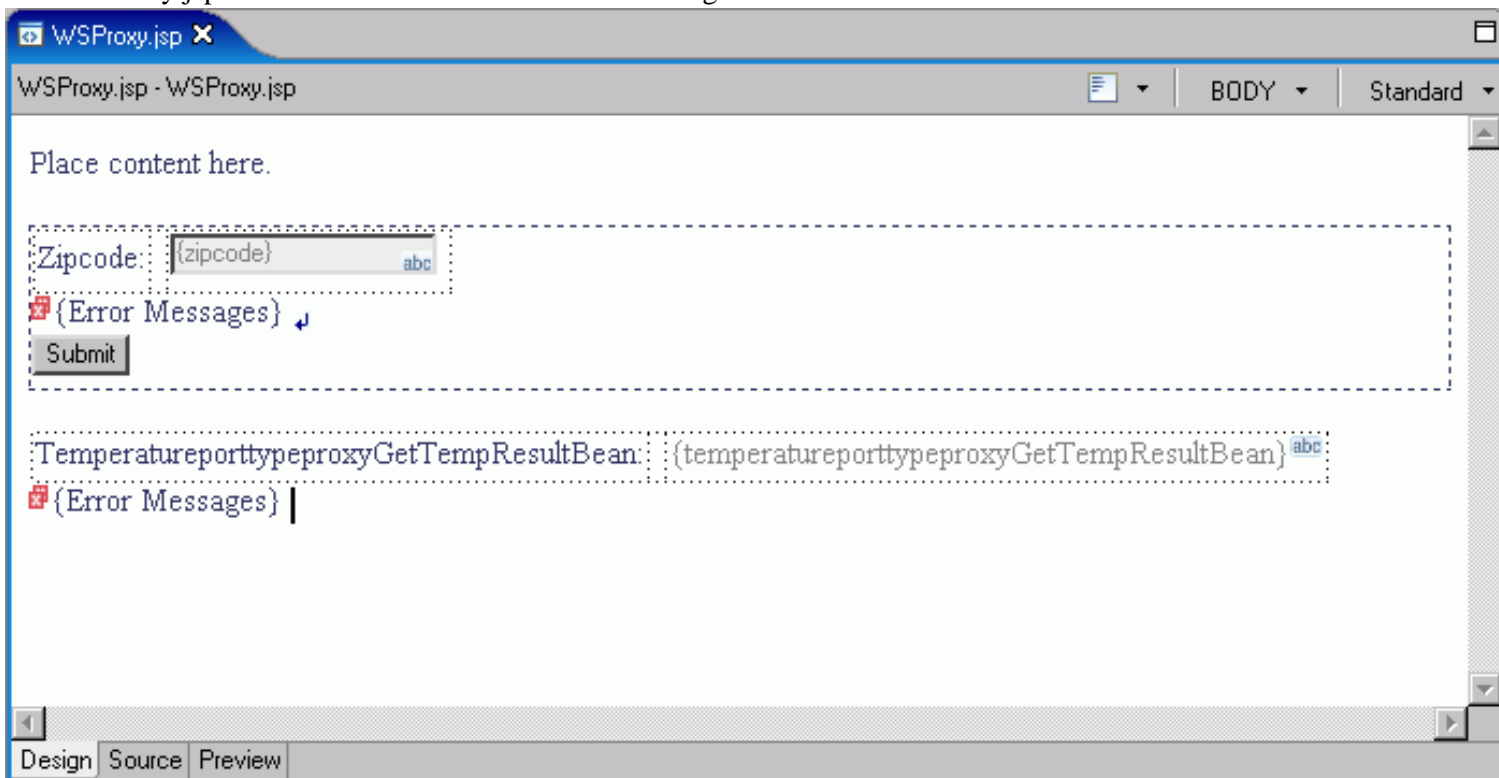 WSProxy.jsp
WSProxy.jsp - WSProxy.jsp BODY Standard
Place content here.
Zipcode: {zipcode} abc
{Error Messages}
Submit
TemperatureporttypeproxyGetTempResultBean: {temperatureporttypeproxyGetTempResultBean} abc
{Error Messages}
Design Source Preview